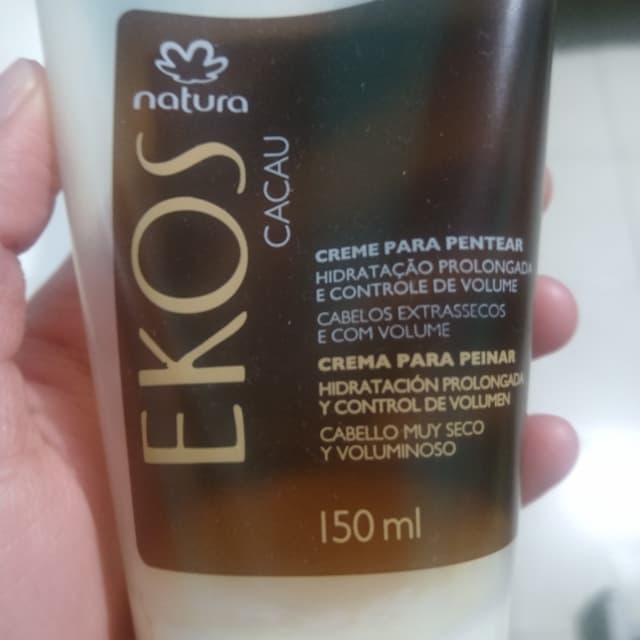 natura
EKOS
CACAU
CREME PARA PENTEAR
HIDRATAÇÃO PROLONGADA
E CONTROLE DE VOLUME
CABELOS EXTRASSECOS
E COM VOLUME
CREMA PARA PEINAR
HIDRATACIÓN PROLONGADA
Y CONTROL DE VOLUMEN
CABELLO MUY SECO
Y VOLUMINOSO
150 ml